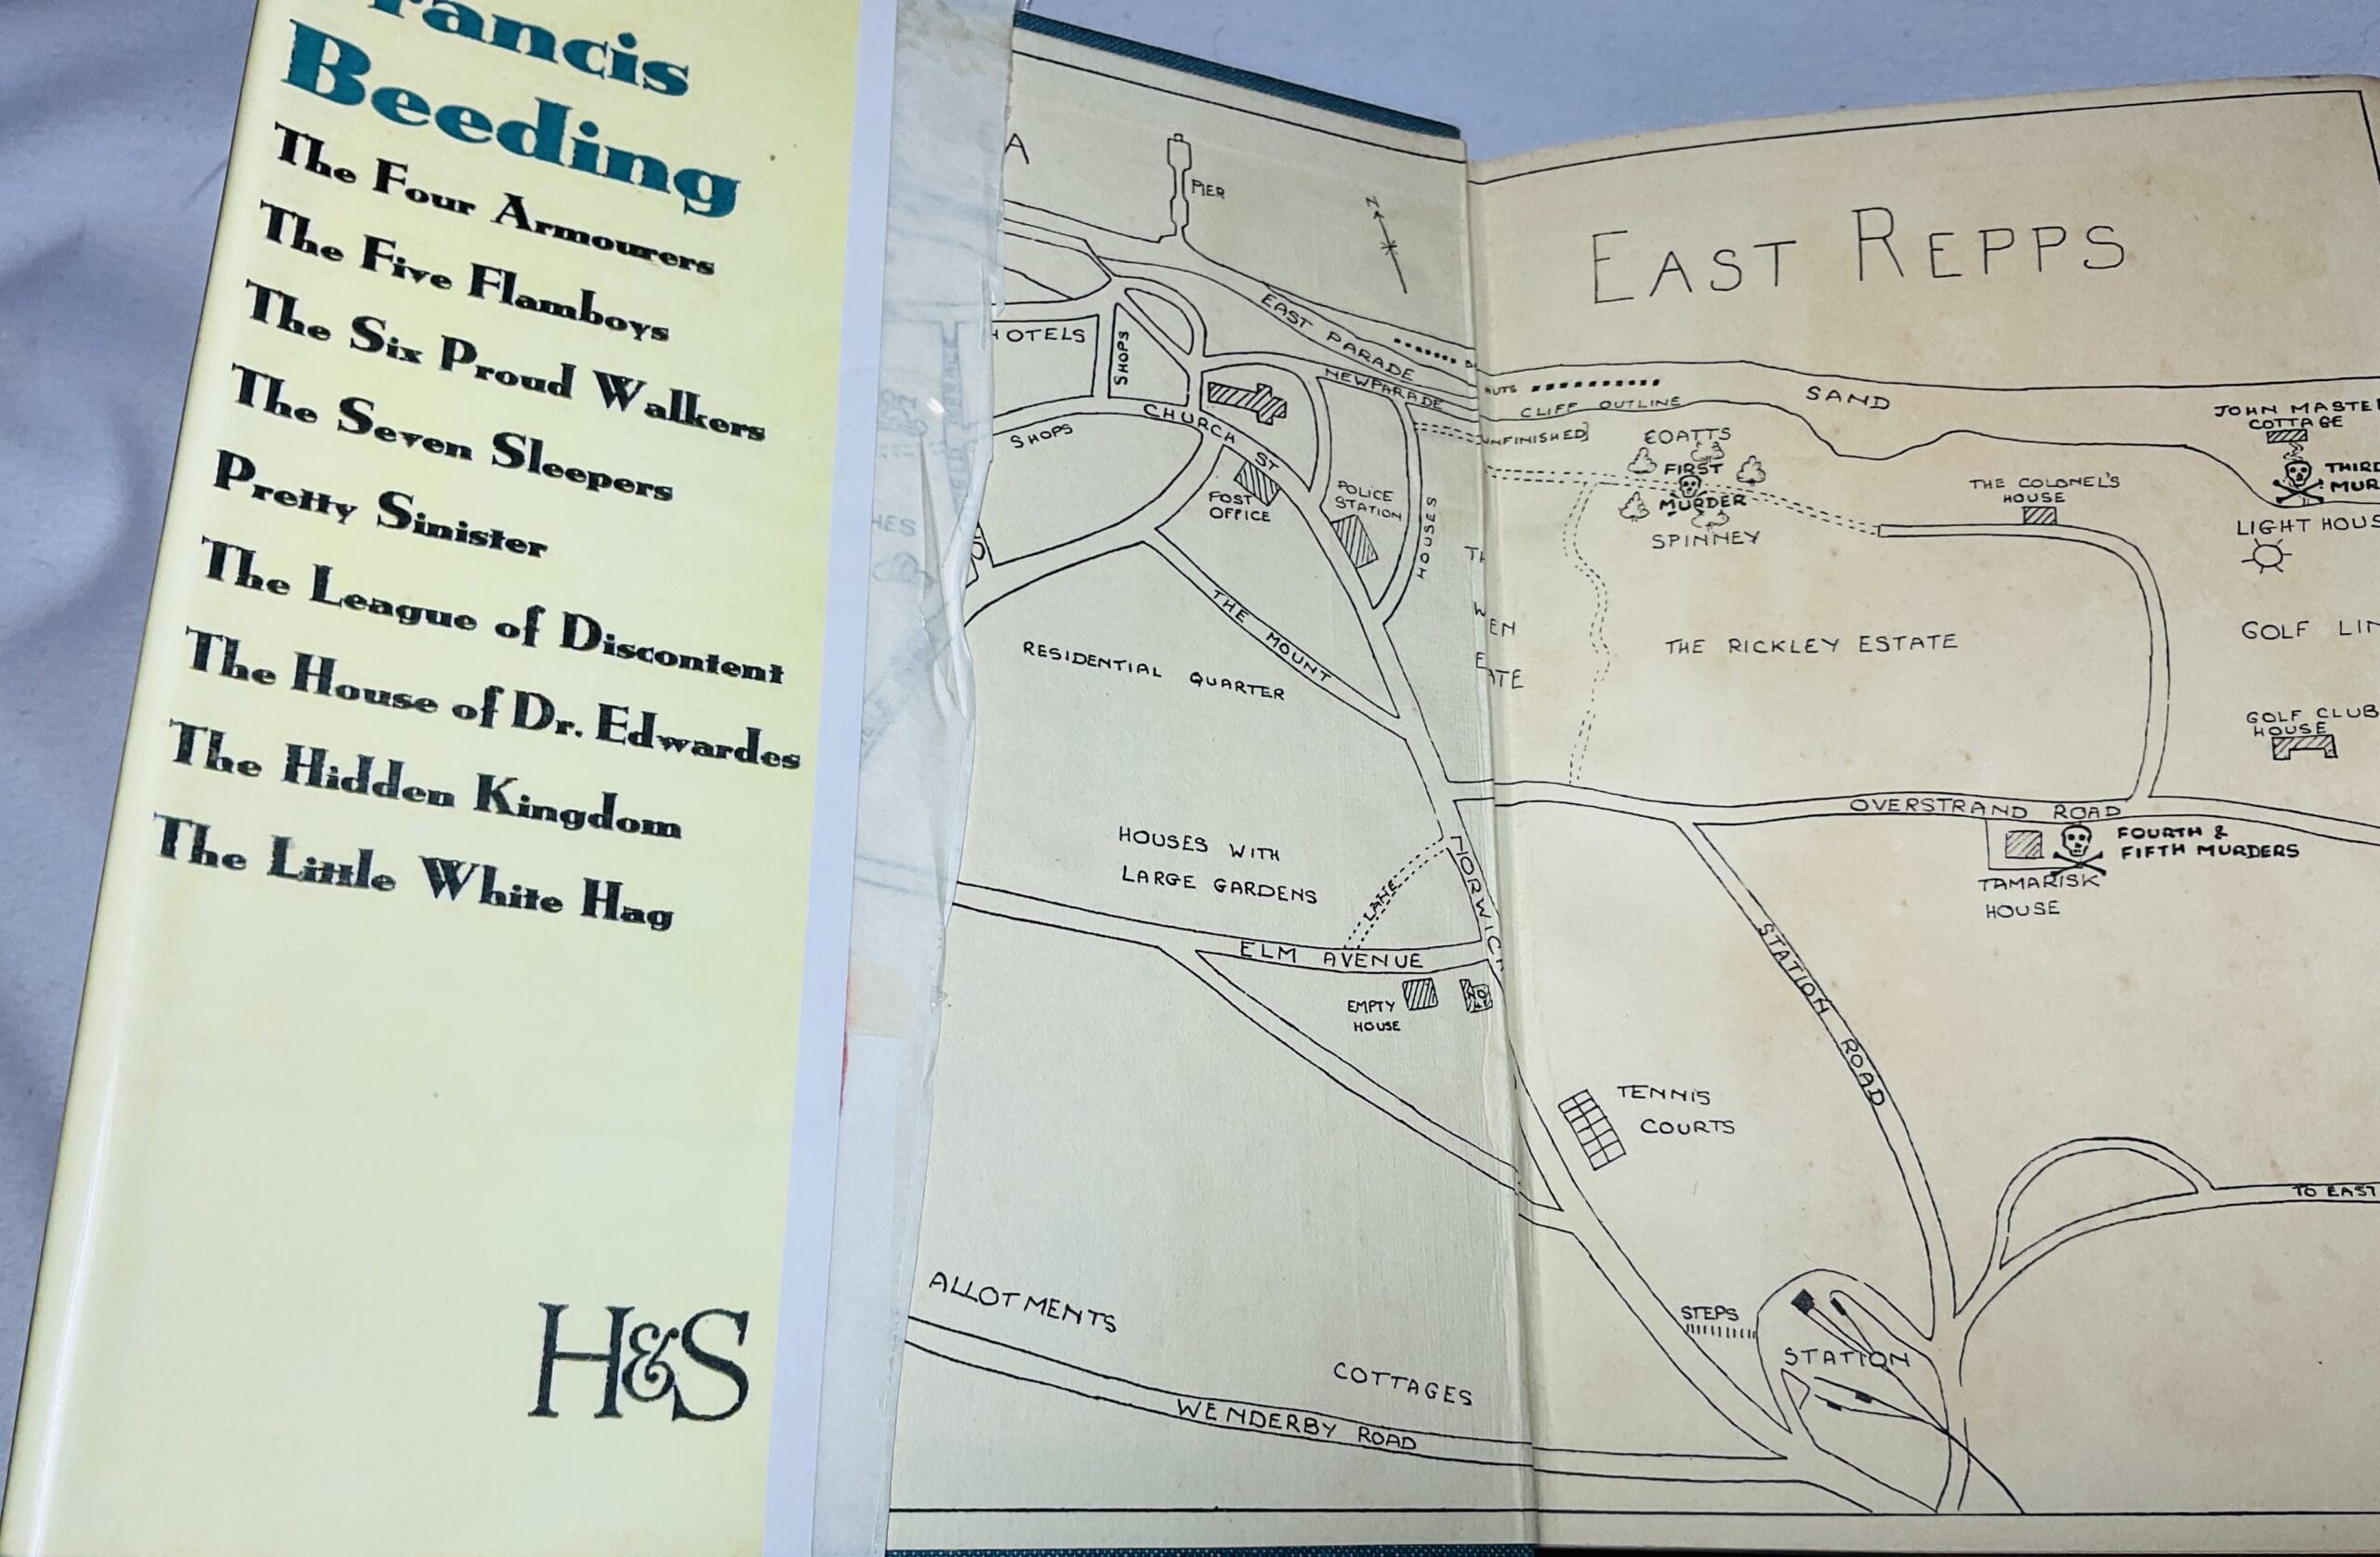 Beeding
The Four Armourers
The Five Flamboys
The Six Proud Walkers
The Seven Sleepers
Pretty Sinister
The League of Discontent
The House of Dr. Edwardes
The Hidden Kingdom
The Little White Hag
H&S
A
PIER
N
HOTELS
SHOPS
SHOPS
EAST PARADE
NEW PARADE
CHURCH ST
POST
OFFICE
POLICE
STATION
HOUSES
THE MOUNT
RESIDENTIAL QUARTER
HOUSES WITH
LARGE GARDENS
LANE
NORWICH
ELM AVENUE
EMPTY
HOUSE
ALLOTMENTS
COTTAGES
WENDERBY ROAD
EAST REPPS
HUTS
SAND
CLIFF OUTLINE
UNFINISHED
COATTS
FIRST
MURDER
SPINNEY
THE COLONEL'S
HOUSE
JOHN
COTTAGE
THIRD
LIGHT
GOLF
THE RICKLEY ESTATE
GOLF CLUB
HOUSE
OVERSTRAND ROAD
FOURTH &
FIFTH MURDERS
TAMARISK
HOUSE
STATION ROAD
TENNIS
COURTS
TO EAST
STEPS
STATION